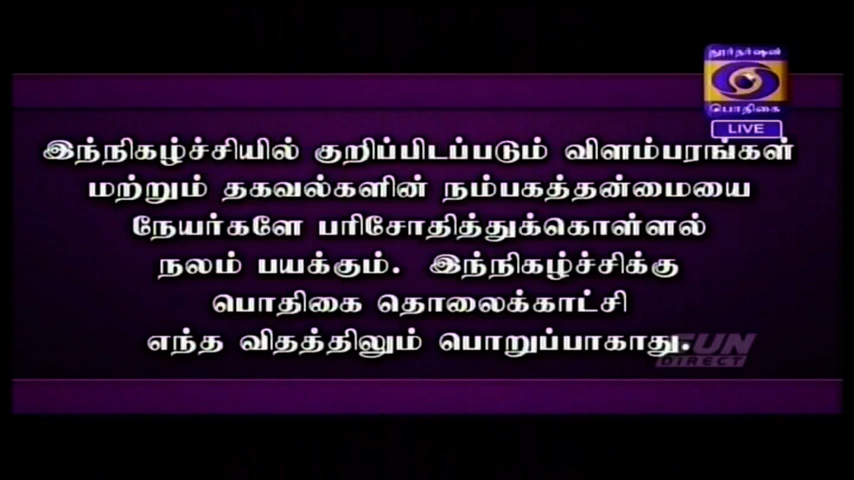 தூர்தர்ஷன்
பொதிகை
LIVE
இந்நிகழ்ச்சியில் குறிப்பிடப்படும் விளம்பரங்கள்
மற்றும் தகவல்களின் நம்பகத்தன்மையை
நேயர்களே பரிசோதித்துக்கொள்ளல்
நலம் பயக்கும். இந்நிகழ்ச்சிக்கு
பொதிகை தொலைக்காட்சி
எந்த விதத்திலும் பொறுப்பாகாது.
SUN
DIRECT